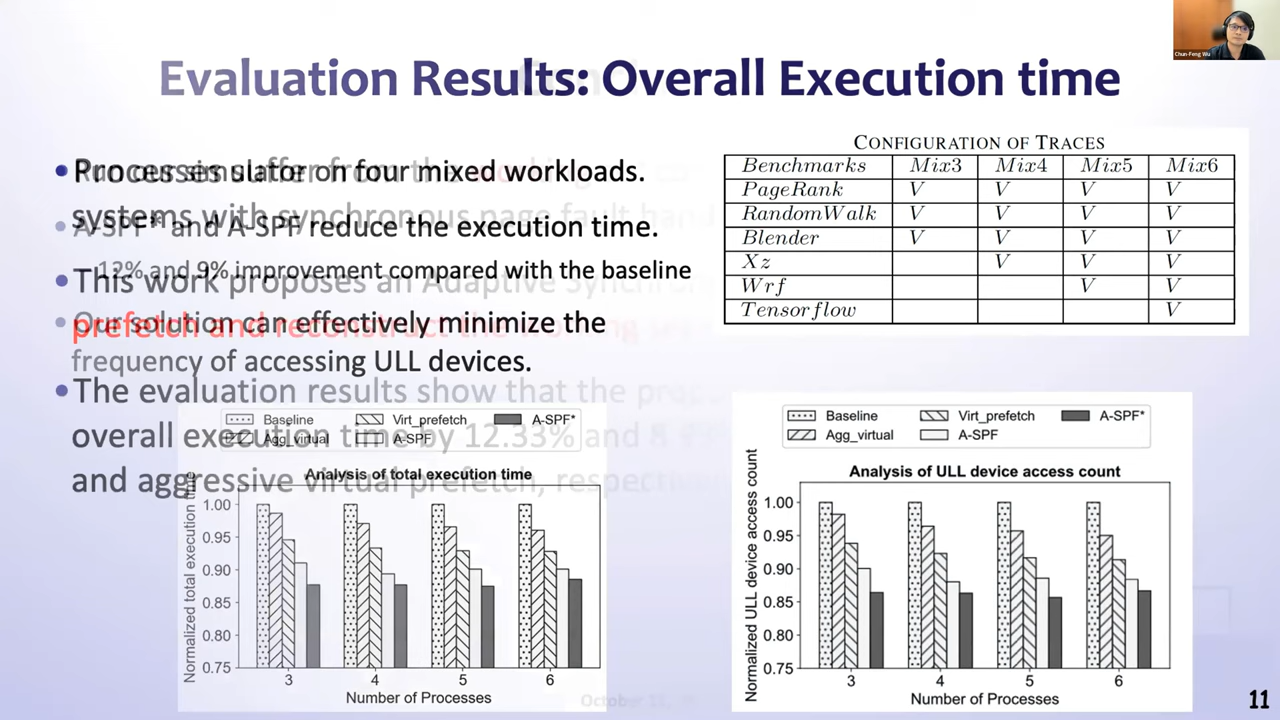 Chun-Feng Wu
Evaluation Results: Overall Execution time
• Run our simulator on four mixed workloads.
• A-SPF* and A-SPF reduce the execution time.
12% and 9% improvement compared with the baseline
• Our solution can effectively minimize the
frequency of accessing ULL devices.
• Processes suffer from the working
systems with synchronous page fault
• This work proposes an Adaptive Synchronous
prefetch and reconstruct the working
• The evaluation results show that the
overall execution time by 12.33% and
and aggressive virtual prefetch, respectively
CONFIGURATION OF TRACES
Benchmarks Mix3 Mix4 Mix5 Mix6
PageRank V V V V
RandomWalk V V V V
Blender V V V V
Xz V V V
Wrf V V
Tensorflow V
Baseline Virt_prefetch A-SPF*
Agg_virtual A-SPF
Analysis of total execution time
Normalized total execution time
1.00
0.95
0.90
0.85
0.80
0.75
3 4 5 6
Number of Processes
Baseline Virt_prefetch A-SPF*
Agg_virtual A-SPF
Analysis of ULL device access count
Normalized ULL device access count
1.00
0.95
0.90
0.85
0.80
0.75
3 4 5 6
Number of Processes
October
11